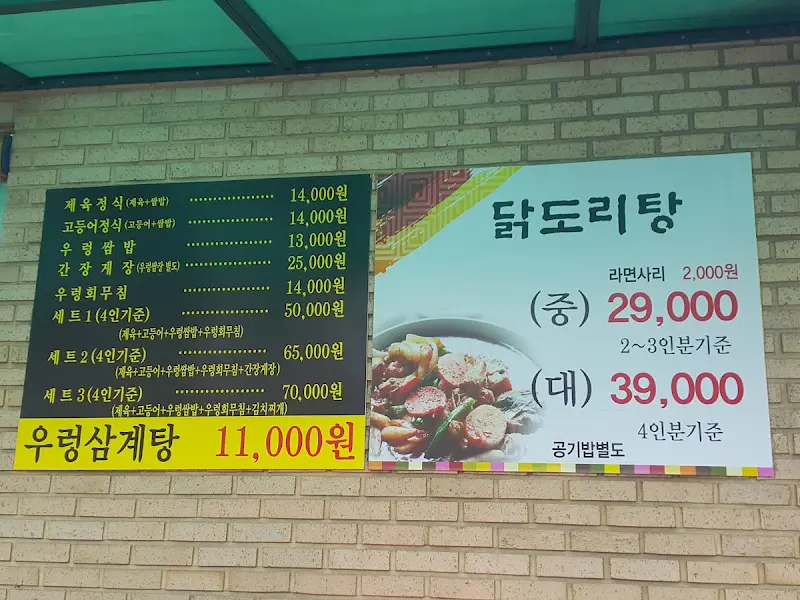 제육정식 (제육+쌈밥) ·················· 14,000원
고등어정식 (고등어+쌈밥) ·················· 14,000원
우렁쌈밥 ·················· 13,000원
간장게장 (우렁쌈장 별도) ·················· 25,000원
우렁회무침 ·················· 14,000원
세트1 (4인기준) ·················· 50,000원
(제육+고등어+우렁쌈밥+우렁회무침)
세트2 (4인기준) ·················· 65,000원
(제육+고등어+우렁쌈밥+우렁회무침+간장게장)
세트3 (4인기준) ·················· 70,000원
(제육+고등어+우렁쌈밥+우렁회무침+김치찌개)
우렁삼계탕 11,000원
닭도리탕
라면사리 2,000원
(중) 29,000
2~3인분기준
(대) 39,000
4인분기준
공기밥별도